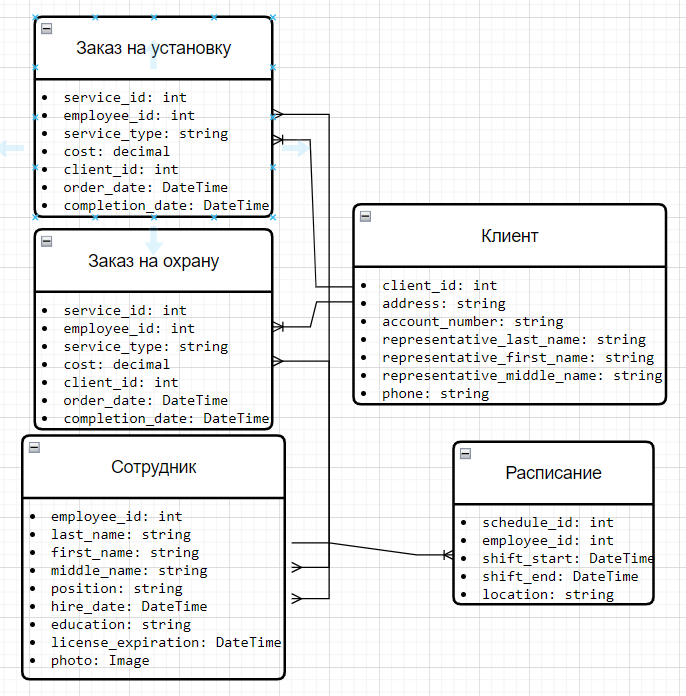 Заказ на установку
service_id: int
employee_id: int
service_type: string
cost: decimal
client_id: int
order_date: DateTime
completion_date: DateTime
Заказ на охрану
service_id: int
employee_id: int
service_type: string
cost: decimal
client_id: int
order_date: DateTime
completion_date: DateTime
Клиент
client_id: int
address: string
account_number: string
representative_last_name: string
representative_first_name: string
representative_middle_name: string
phone: string
Сотрудник
employee_id: int
last_name: string
first_name: string
middle_name: string
position: string
hire_date: DateTime
education: string
license_expiration: DateTime
photo: Image
Расписание
schedule_id: int
employee_id: int
shift_start: DateTime
shift_end: DateTime
location: string